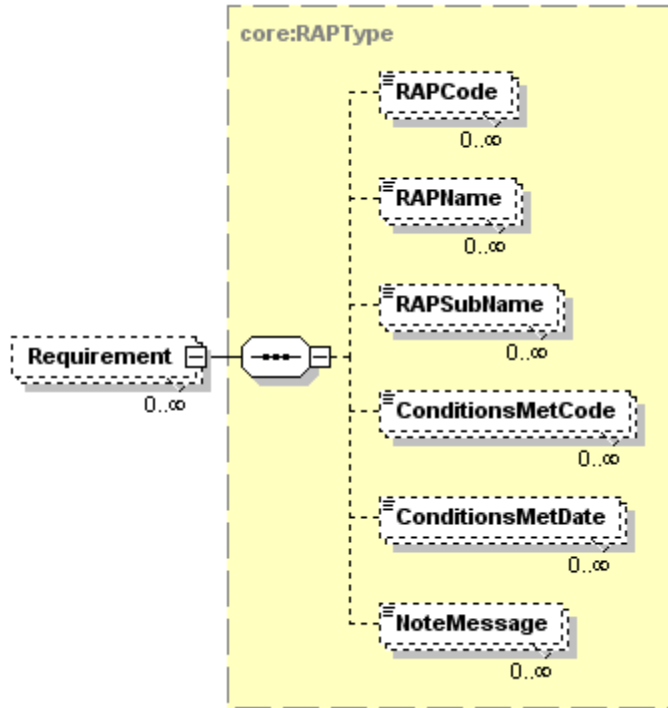 core:RAPType
RAPCode
0..∞
RAPName
0..∞
RAPSubName
0..∞
Requirement
0..∞
ConditionsMetCode
0..∞
ConditionsMetDate
0..∞
NoteMessage
0..∞